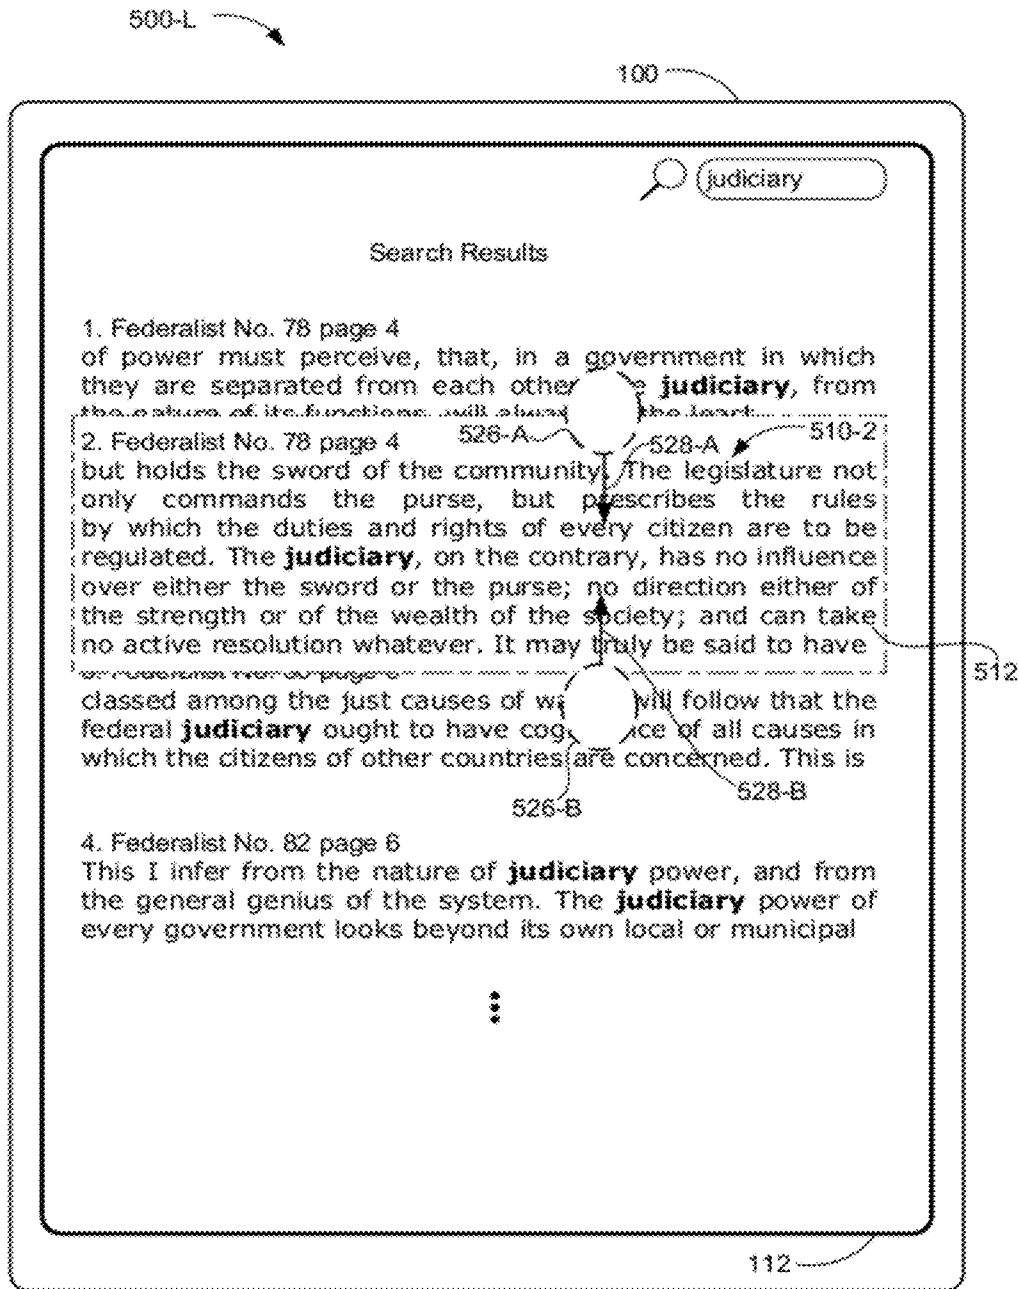 500-L
100
judiciary
Search Results
1. Federalist No. 78 page 4
of power must perceive, that, in a government in which
they are separated from each other e judiciary, from
the nature of its functions, will alwa the least
2. Federalist No. 78 page 4
526-A
528-A
510-2
but holds the sword of the community. The legislature not
only commands the purse, but prescribes the rules
by which the duties and rights of every citizen are to be
regulated. The judiciary, on the contrary, has no influence
over either the sword or the purse; no direction either of
the strength or of the wealth of the society; and can take
no active resolution whatever. It may truly be said to have
512
classed among the just causes of wa will follow that the
federal judiciary ought to have cog ce of all causes in
which the citizens of other countries are concerned. This is
526-B
528-B
4. Federalist No. 82 page 6
This I infer from the nature of judiciary power, and from
the general genius of the system. The judiciary power of
every government looks beyond its own local or municipal
112